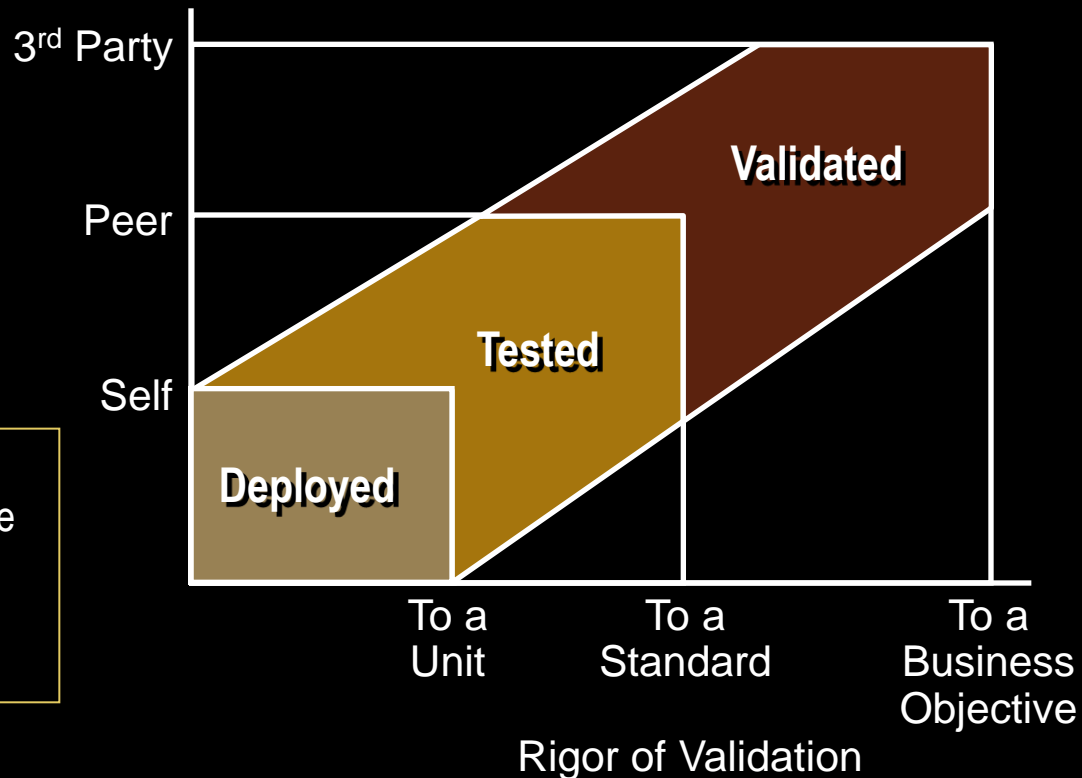 3rd Party
Validated
Peer
Tested
Self
Deployed
To a
Unit
To a
Standard
To a
Business
Objective
Rigor of Validation